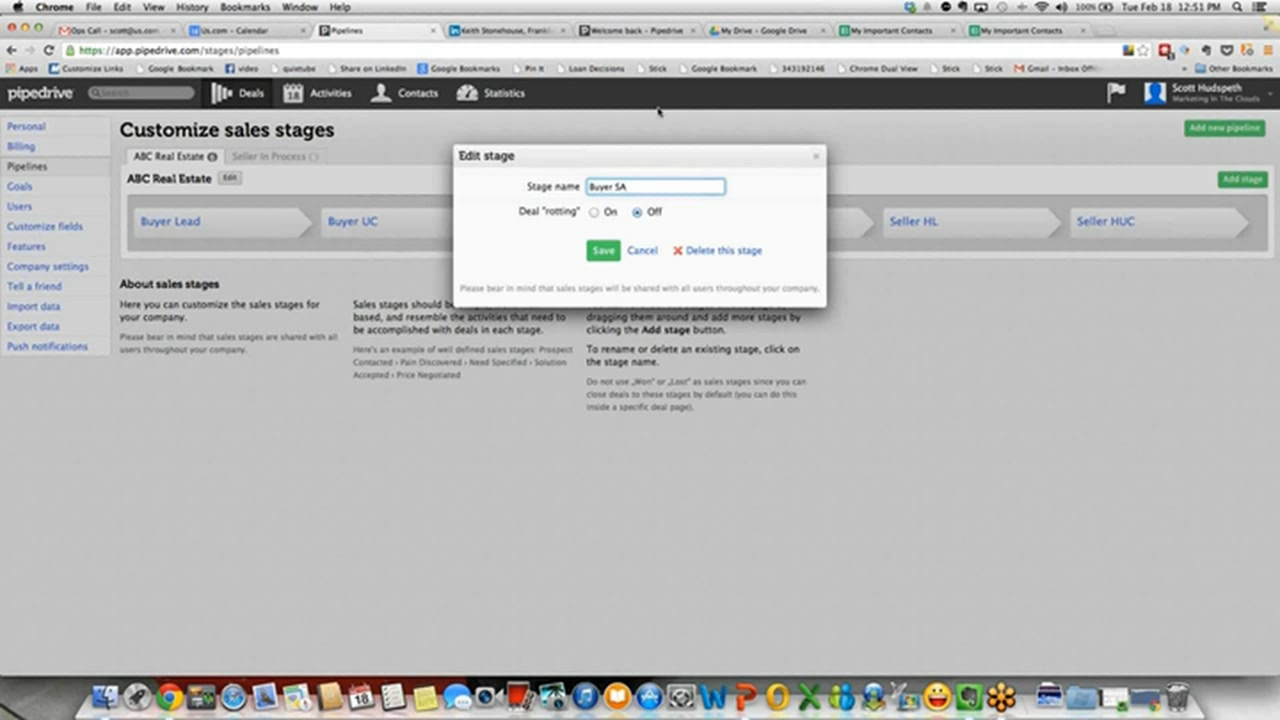 Chrome File Edit View History Bookmarks Window Help 100% Tue Feb 18 12:51 PM
Ops Call - scott@us.com Us.com - Calendar Pipelines Keith Stonehouse, Frankl Welcome back - Pipedrive My Drive - Google Drive My Important Contacts My Important Contacts
https://app.pipedrive.com/stages/pipelines
Apps Customize Links Google Bookmark video quietube Share on LinkedIn Google Bookmarks Pin It Loan Decisions Stick Google Bookmark 343192146 Chrome Dual View Stick Stick Gmail - Inbox Other Bookmarks
pipedrive Search Deals Activities Contacts Statistics Scott Hudspeth
Marketing In The Clouds
Personal
Billing
Pipelines
Goals
Users
Customize fields
Features
Company settings
Tell a friend
Import data
Export data
Push notifications
Customize sales stages
Add new pipeline
ABC Real Estate Seller In Process
ABC Real Estate Edit
Add stage
Buyer Lead Buyer UC Seller HL Seller HUC
Edit stage
Stage name Buyer SA
Deal "rotting" On Off
Save Cancel Delete this stage
Please bear in mind that sales stages will be shared with all users throughout your company.
About sales stages
Here you can customize the sales stages for
your company.
Please bear in mind that sales stages are shared with all
users throughout your company.
Sales stages should
based, and resemble the activities that need to
be accomplished with deals in each stage.
Here's an example of well defined sales stages: Prospect
Contacted › Pain Discovered › Need Specified › Solution
Accepted › Price Negotiated
dragging them around and add more stages by
clicking the Add stage button.
To rename or delete an existing stage, click on
the stage name.
Do not use „Won" or „Lost" as sales stages since you can
close deals to these stages by default (you can do this
inside a specific deal page).